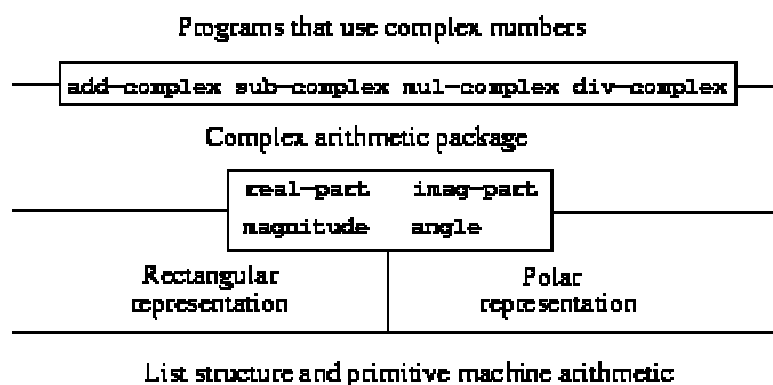 Programs that use complex numbers
add-complex sub-complex mul-complex div-complex
Complex arithmetic package
real-part imag-part
magnitude angle
Rectangular
representation
Polar
representation
List structure and primitive machine arithmetic